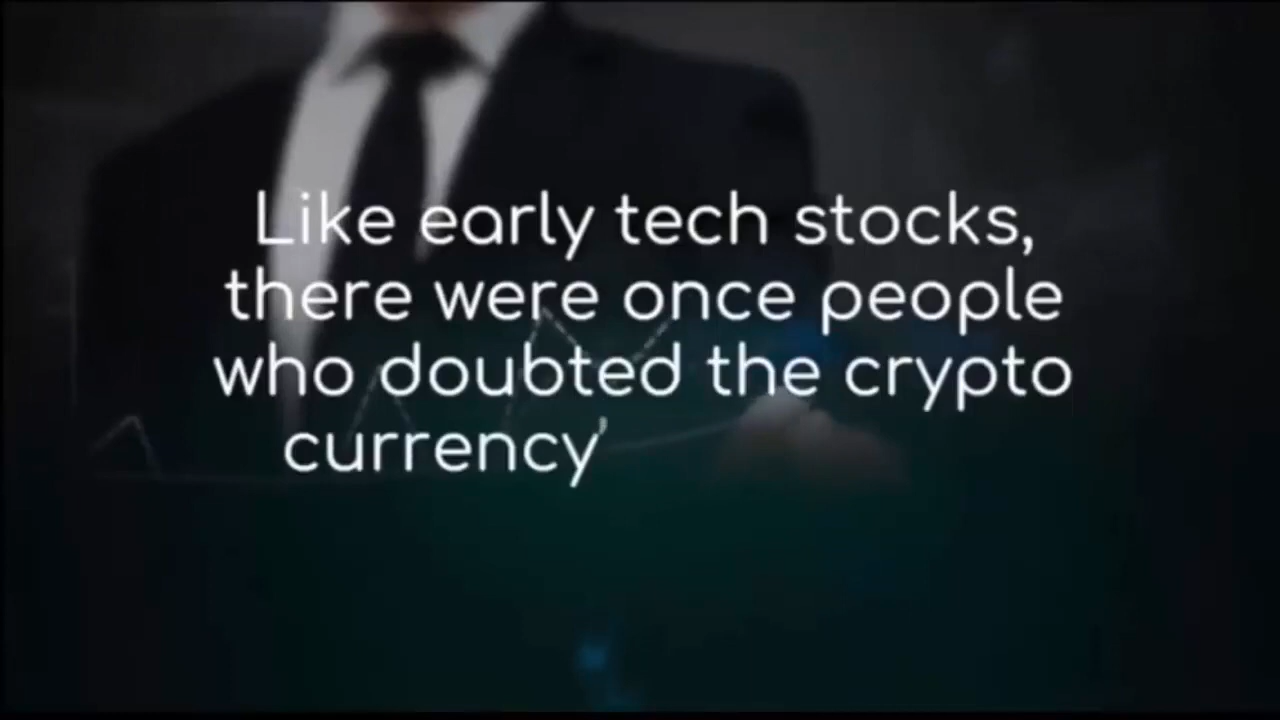 Like early tech stocks,
there were once people
who doubted the crypto
currency'